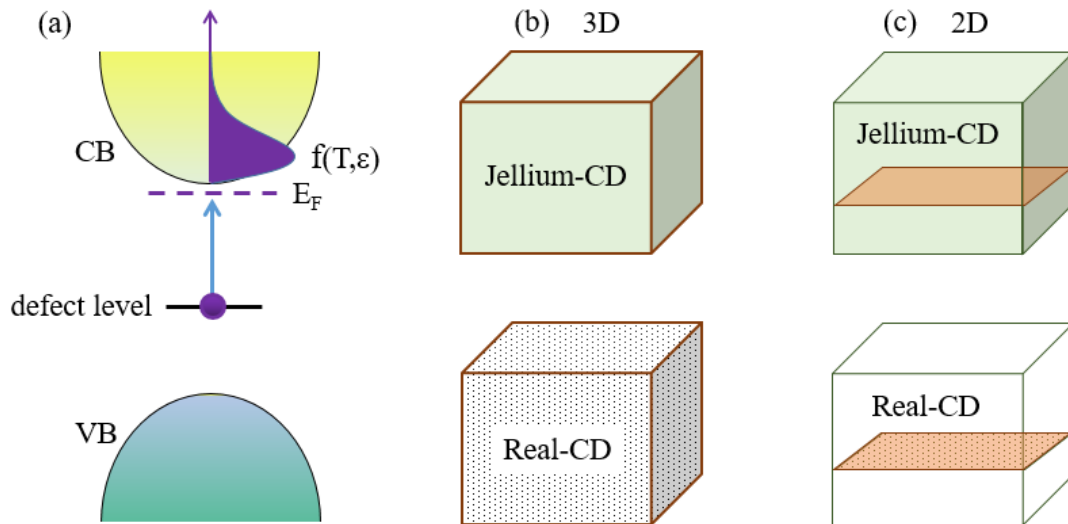 (a)
CB
f(T,ε)
E_F
defect level
VB
(b) 3D
Jellium-CD
Real-CD
(c) 2D
Jellium-CD
Real-CD